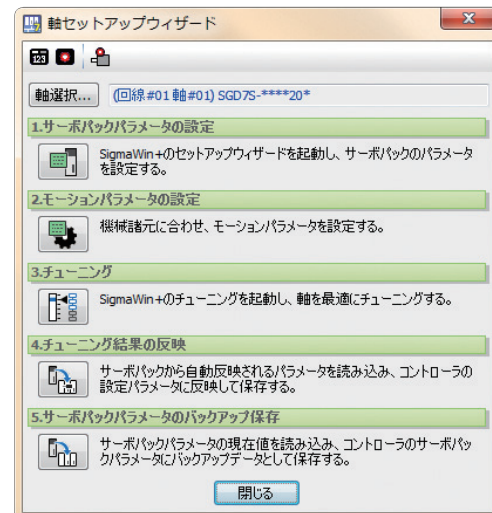 軸セットアップウィザード
123
軸選択... (回線#01 軸#01) SGD7S-****20*
1.サーボパックパラメータの設定
SigmaWin+のセットアップウィザードを起動し、サーボパックのパラメータ
を設定する。
2.モーションパラメータの設定
機械諸元に合わせ、モーションパラメータを設定する。
3.チューニング
SigmaWin+のチューニングを起動し、軸を最適にチューニングする。
4.チューニング結果の反映
サーボパックから自動反映されるパラメータを読み込み、コントローラの
設定パラメータに反映して保存する。
5.サーボパックパラメータのバックアップ保存
サーボパックパラメータの現在値を読み込み、コントローラのサーボパッ
クパラメータにバックアップデータとして保存する。
閉じる